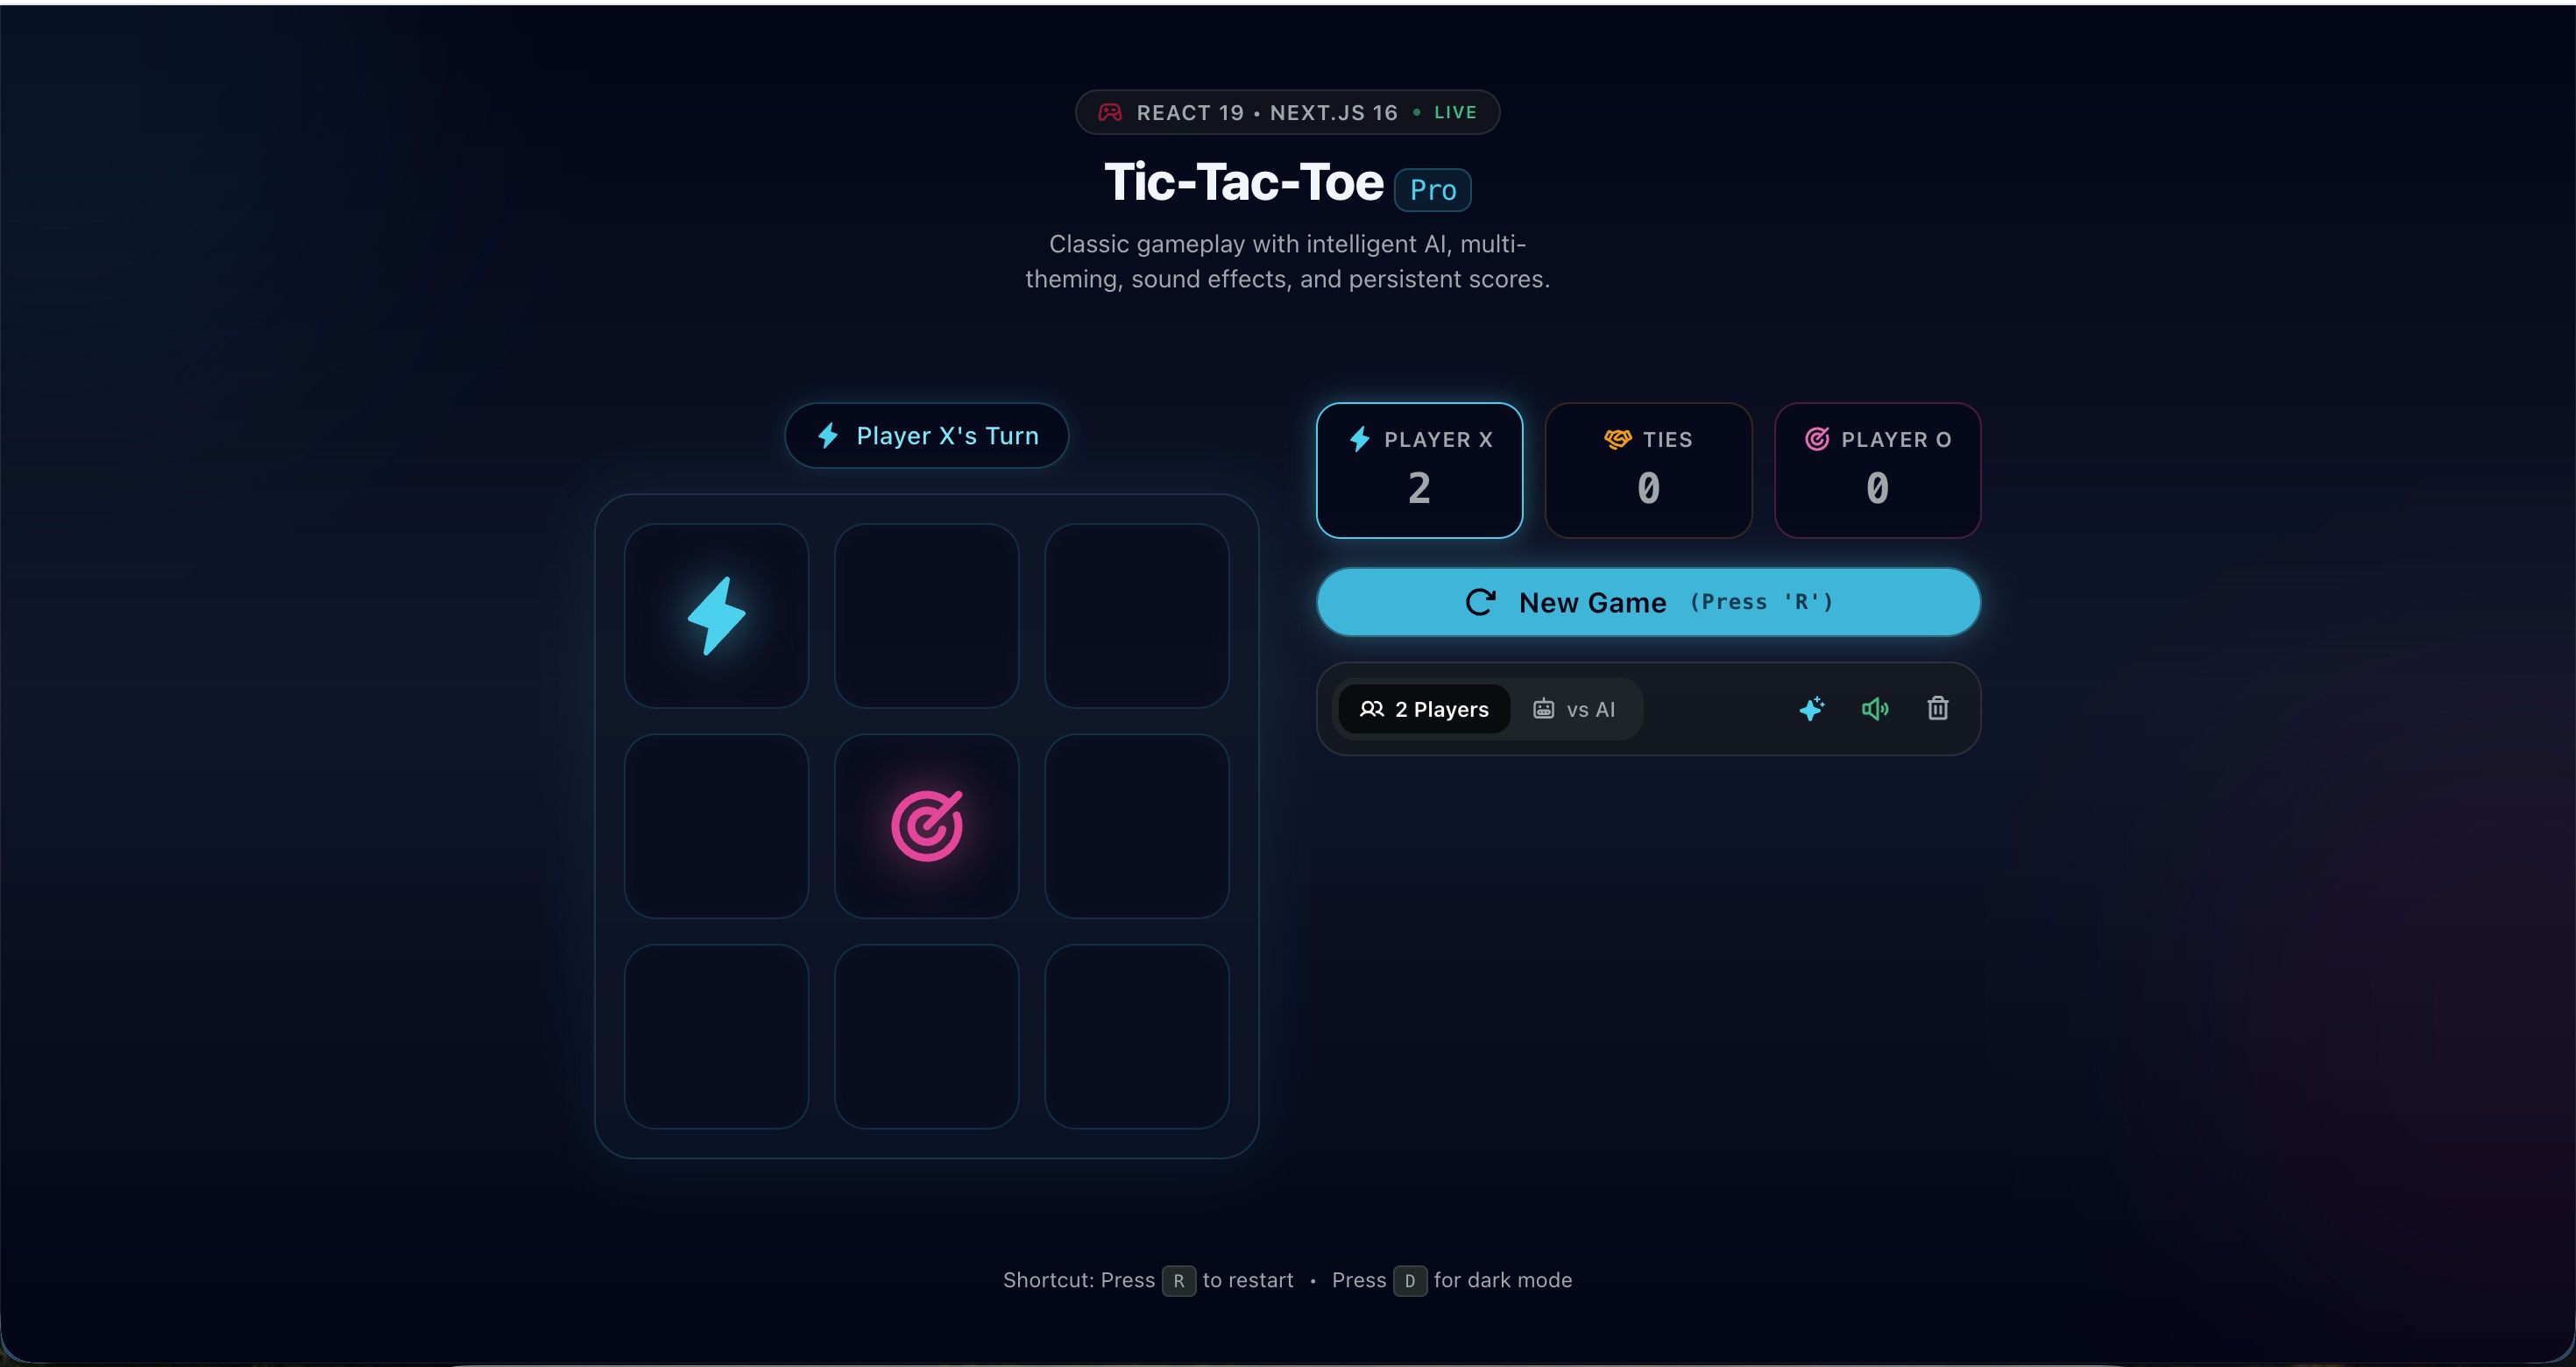 REACT 19 • NEXT.JS 16 • LIVE
Tic-Tac-Toe Pro
Classic gameplay with intelligent AI, multi-
theming, sound effects, and persistent scores.
Player X's Turn
PLAYER X
2
TIES
0
PLAYER O
0
New Game (Press 'R')
2 Players
vs AI
Shortcut: Press R to restart • Press D for dark mode